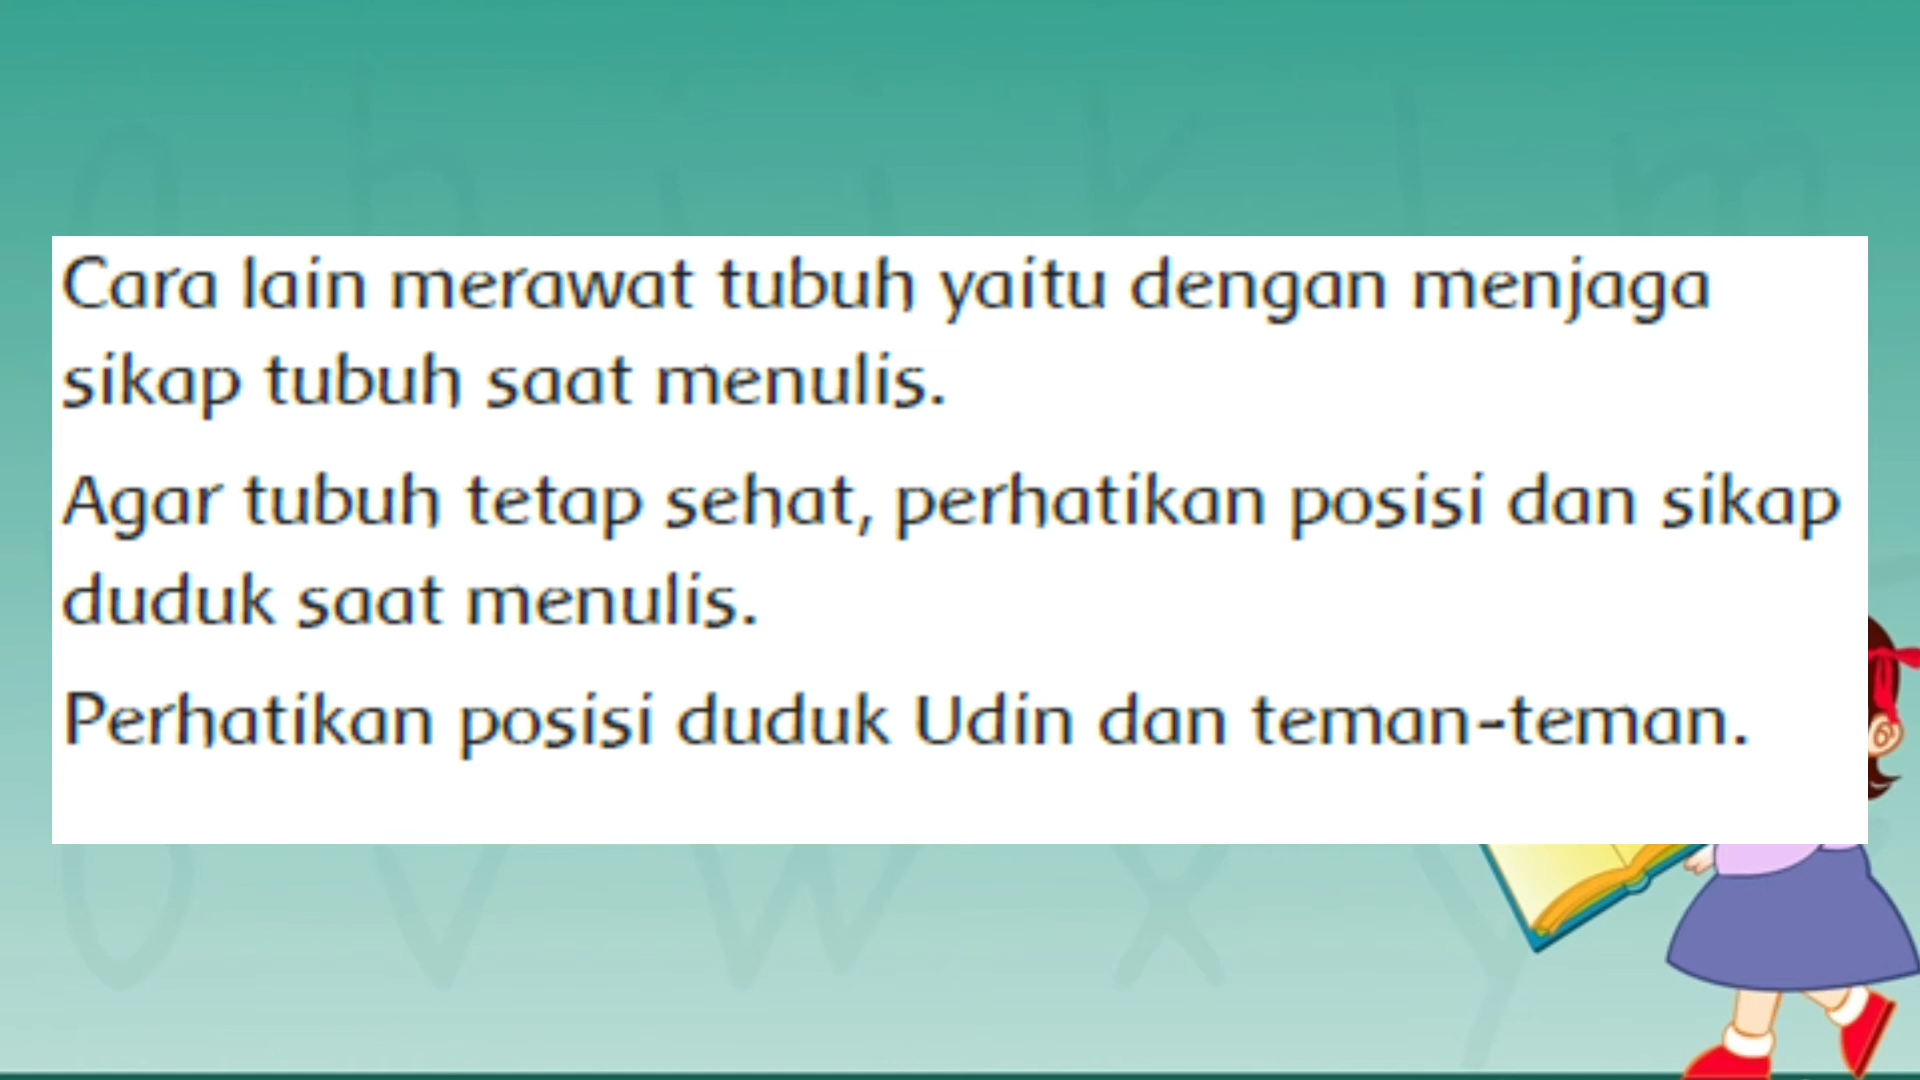 Cara lain merawat tubuh yaitu dengan menjaga
sikap tubuh saat menulis.
Agar tubuh tetap sehat, perhatikan posisi dan sikap
duduk saat menulis.
Perhatikan posisi duduk Udin dan teman-teman.